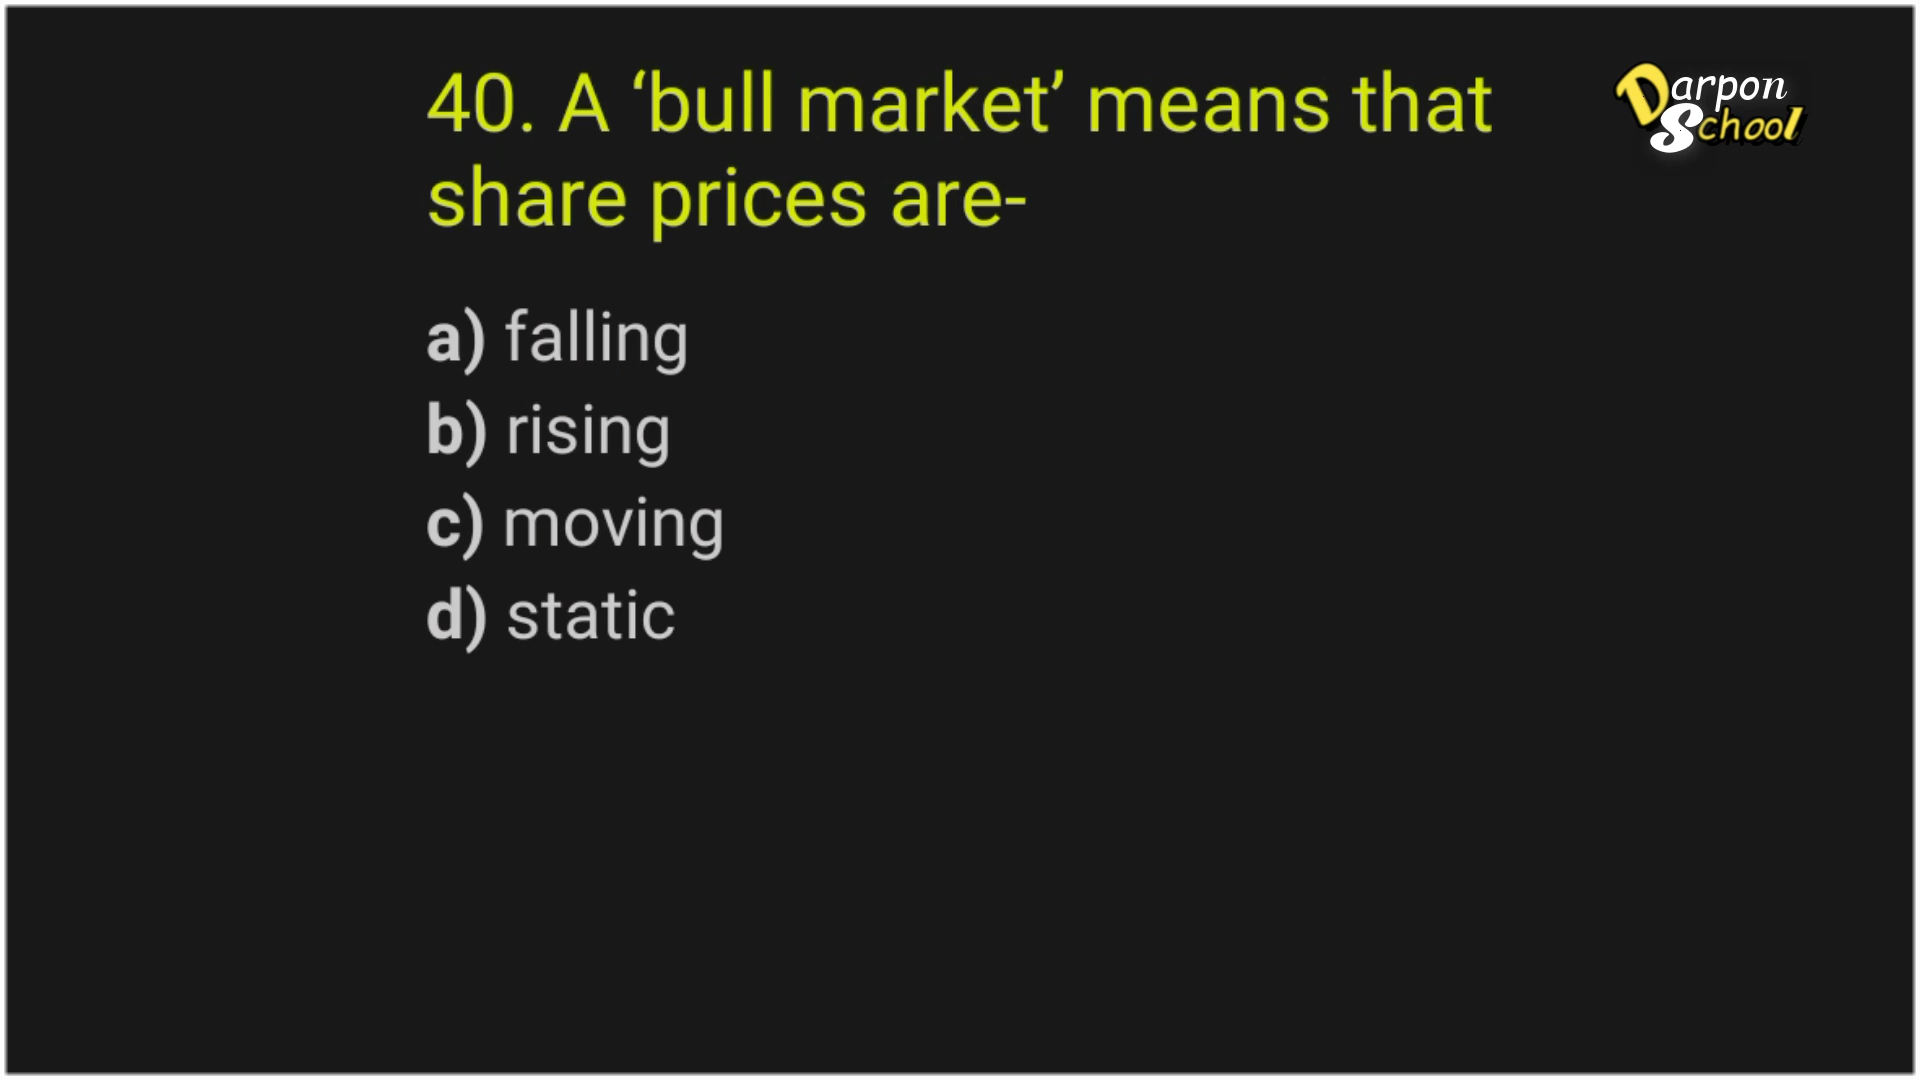 40. A ‘bull market’ means that
share prices are-
a) falling
b) rising
c) moving
d) static
Darpon
School